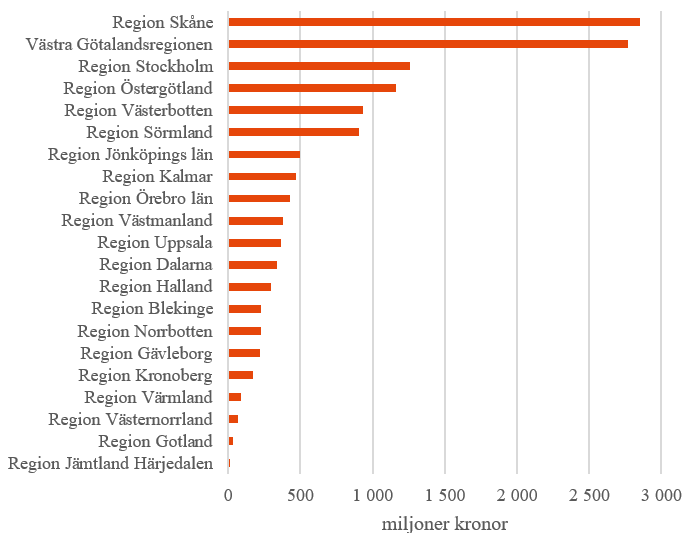 Region Skåne
Västra Götalandsregionen
Region Stockholm
Region Östergötland
Region Västerbotten
Region Sörmland
Region Jönköpings län
Region Kalmar
Region Örebro län
Region Västmanland
Region Uppsala
Region Dalarna
Region Halland
Region Blekinge
Region Norrbotten
Region Gävleborg
Region Kronoberg
Region Värmland
Region Västernorrland
Region Gotland
Region Jämtland Härjedalen
0 500 1 000 1 500 2 000 2 500 3 000
miljoner kronor